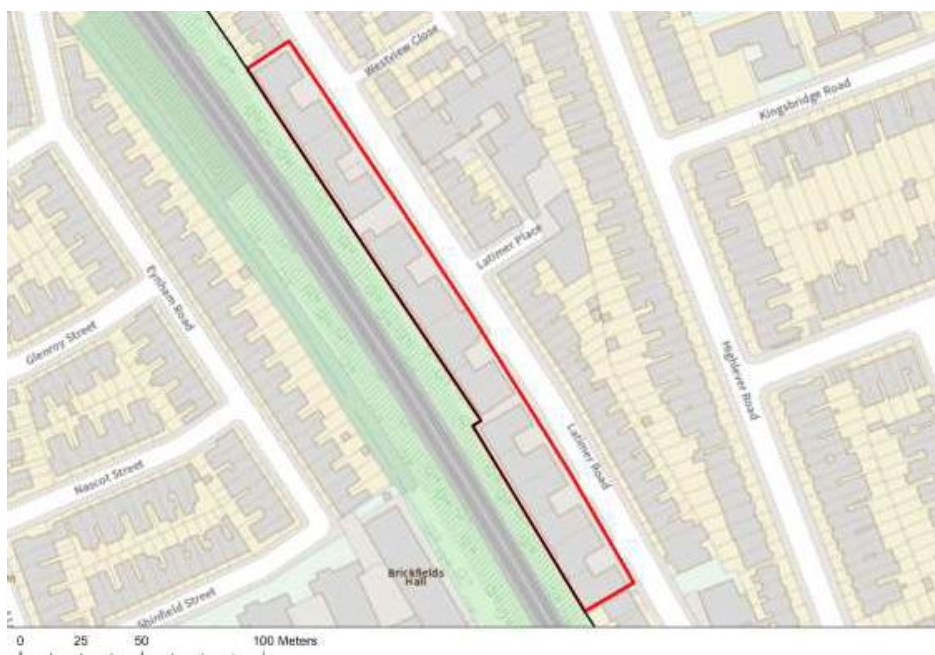 Westview Close
Kingsbridge Road
Latimer Place
Eynham Road
Glenroy Street
Highlever Road
Latimer Road
Nascot Street
Brickfields
Hall
Shinfield Street
0 25 50 100 Meters